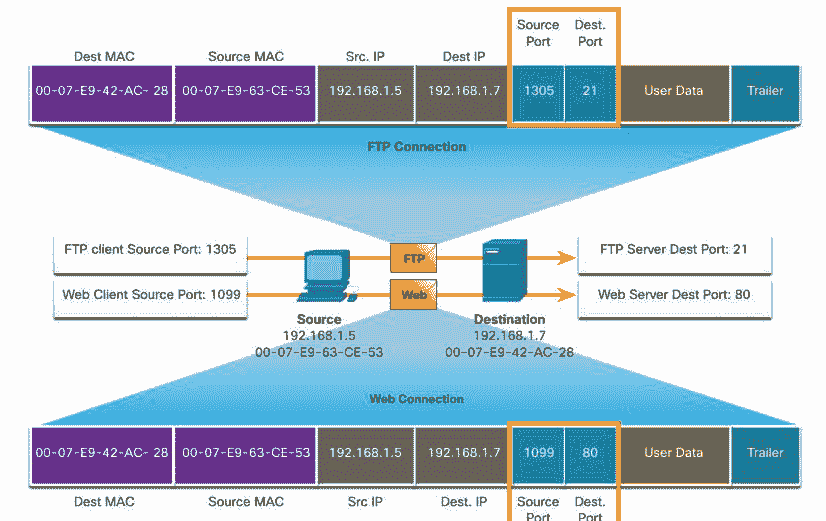 Source Port
Dest. Port
Dest MAC
Source MAC
Src. IP
Dest IP
00-07-E9-42-AC- 28
00-07-E9-63-CE-53
192.168.1.5
192.168.1.7
1305
21
User Data
Trailer
FTP Connection
FTP client Source Port: 1305
FTP
FTP Server Dest Port: 21
Web Client Source Port: 1099
Web
Web Server Dest Port: 80
Source
192.168.1.5
00-07-E9-63-CE-53
Destination
192.168.1.7
00-07-E9-42-AC-28
Web Connection
00-07-E9-42-AC- 28
00-07-E9-63-CE-53
192.168.1.5
192.168.1.7
1099
80
User Data
Trailer
Dest MAC
Source MAC
Src IP
Dest. IP
Source Port
Dest. Port